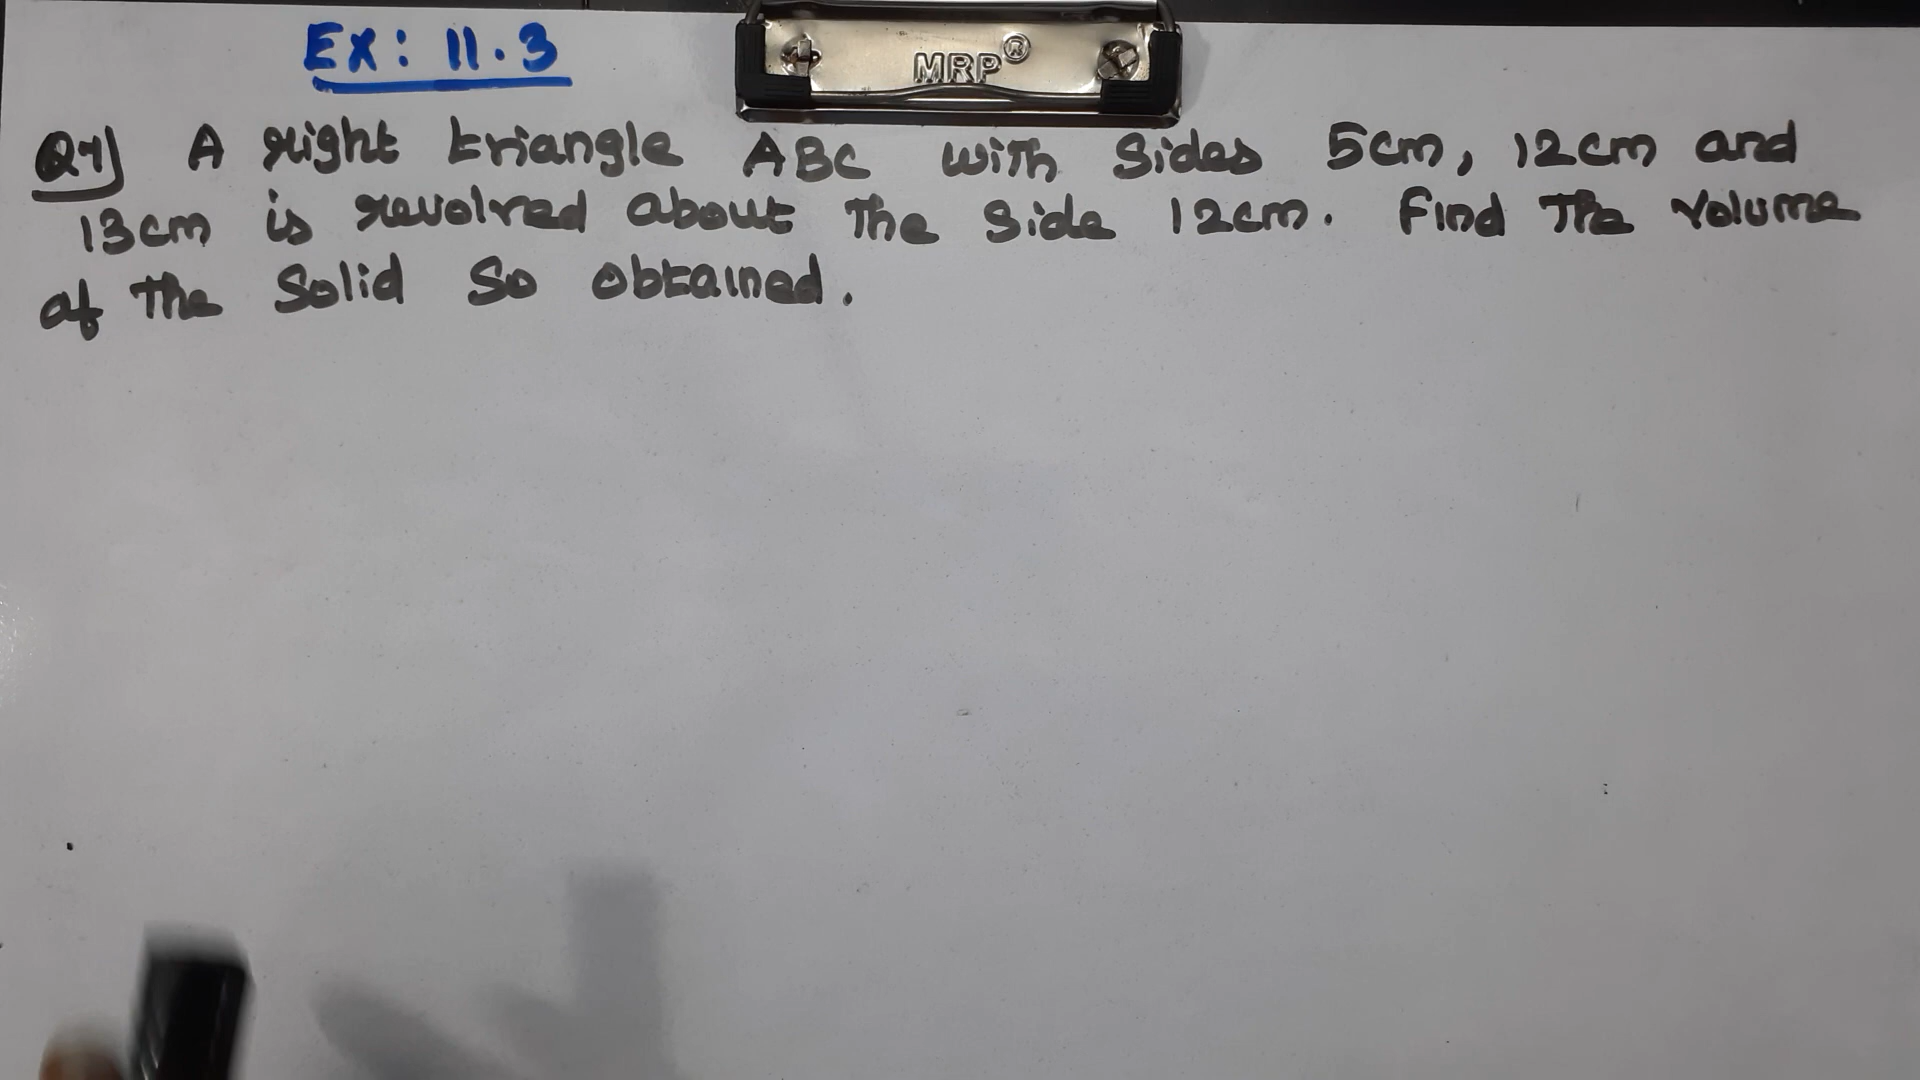 EX: 11.3
MRP®
Q7) A right triangle ABC with Sides 5cm, 12cm and
13cm is revolved about The Side 12cm. Find The Volume
of The Solid So obtained.